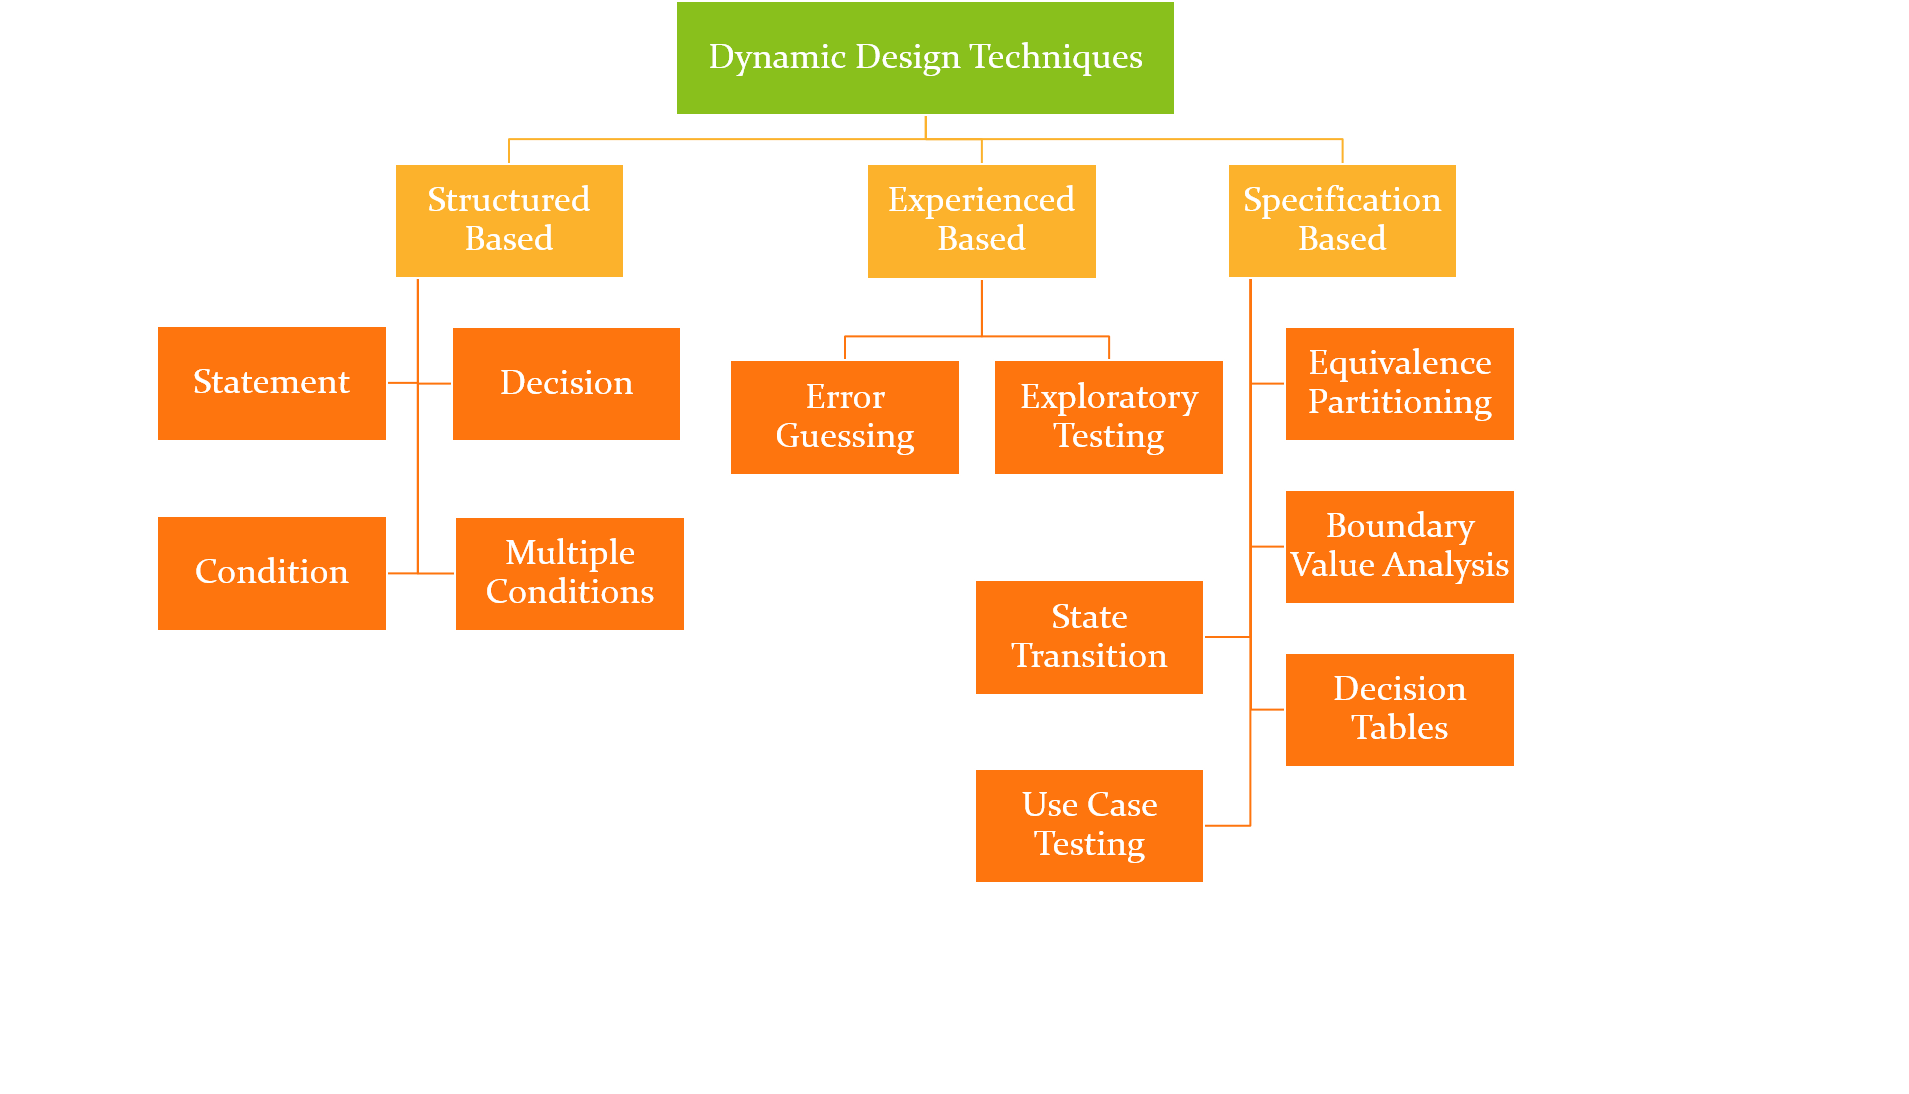 Dynamic Design Techniques
Structured
Based
Experienced
Based
Specification
Based
Statement
Decision
Error
Guessing
Exploratory
Testing
Equivalence
Partitioning
Condition
Multiple
Conditions
Boundary
Value Analysis
State
Transition
Decision
Tables
Use Case
Testing